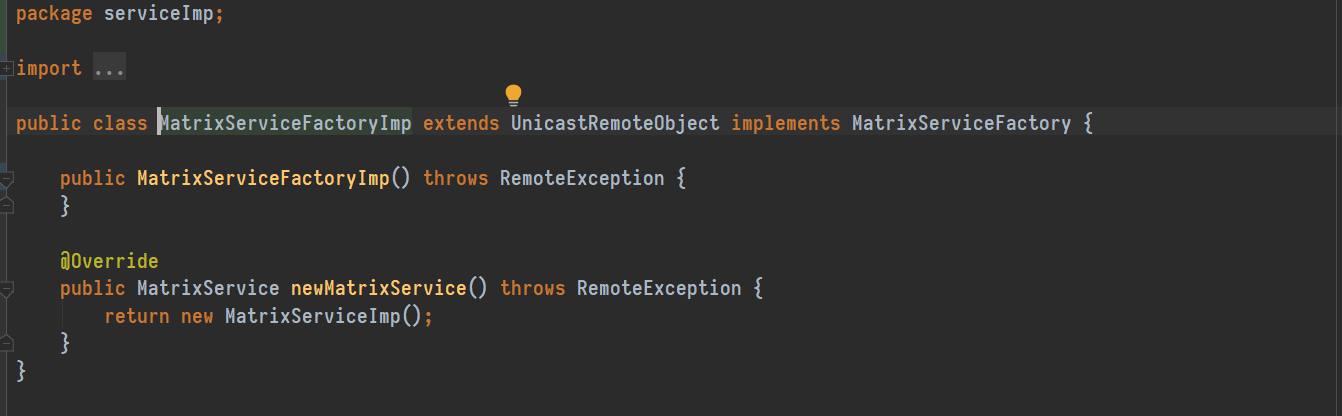 package serviceImp;
import ...
public class MatrixServiceFactoryImp extends UnicastRemoteObject implements MatrixServiceFactory {
public MatrixServiceFactoryImp() throws RemoteException {
}
@Override
public MatrixService newMatrixService() throws RemoteException {
return new MatrixServiceImp();
}
}